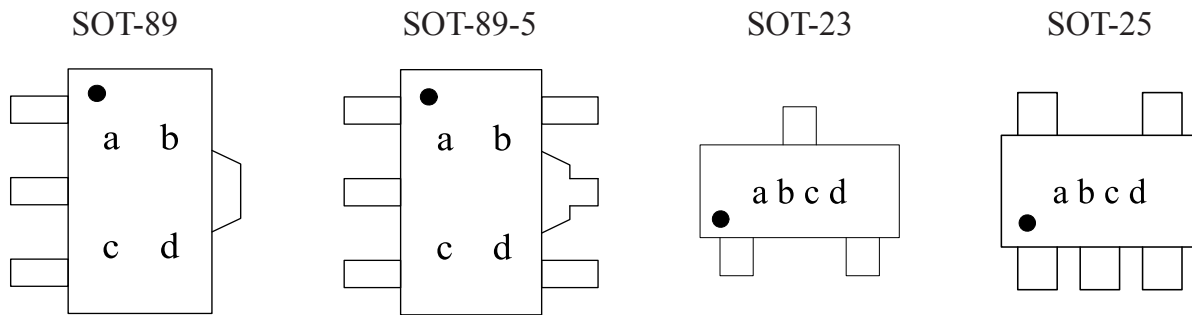 SOT-89 SOT-89-5 SOT-23 SOT-25
a b a b
a b c d a b c d
c d c d